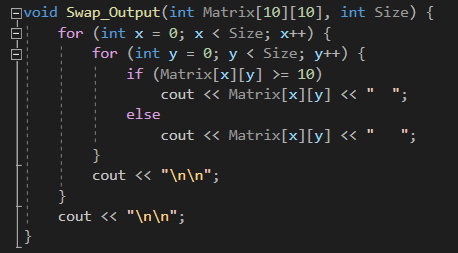 void Swap_Output(int Matrix[10][10], int Size) {
    for (int x = 0; x < Size; x++) {
        for (int y = 0; y < Size; y++) {
            if (Matrix[x][y] >= 10)
                cout << Matrix[x][y] << "  ";
            else
                cout << Matrix[x][y] << "   ";
        }
        cout << "\n\n";
    }
    cout << "\n\n";
}